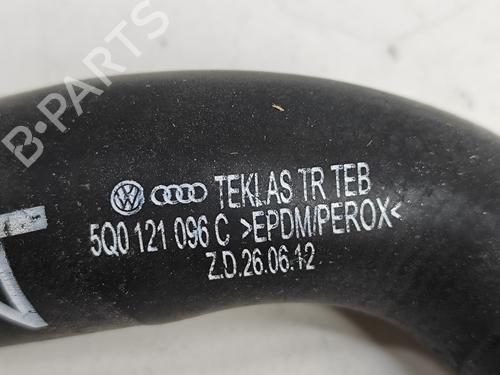 TEKLAS TR TEB
5Q0 121 096 C >EPDM/PEROX<
Z.D.26.06.12
B-PARTS